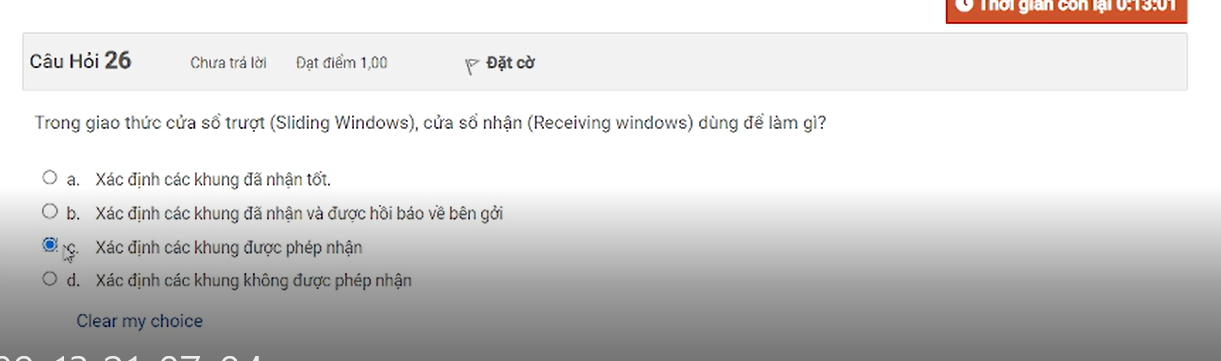 Thời gian còn lại 0:13:01
Câu Hỏi 26 Chưa trả lời Đạt điểm 1,00 Đặt cờ
Trong giao thức cửa sổ trượt (Sliding Windows), cửa sổ nhận (Receiving windows) dùng để làm gì?
a. Xác định các khung đã nhận tốt.
b. Xác định các khung đã nhận và được hồi báo về bên gởi
c. Xác định các khung được phép nhận
d. Xác định các khung không được phép nhận
Clear my choice